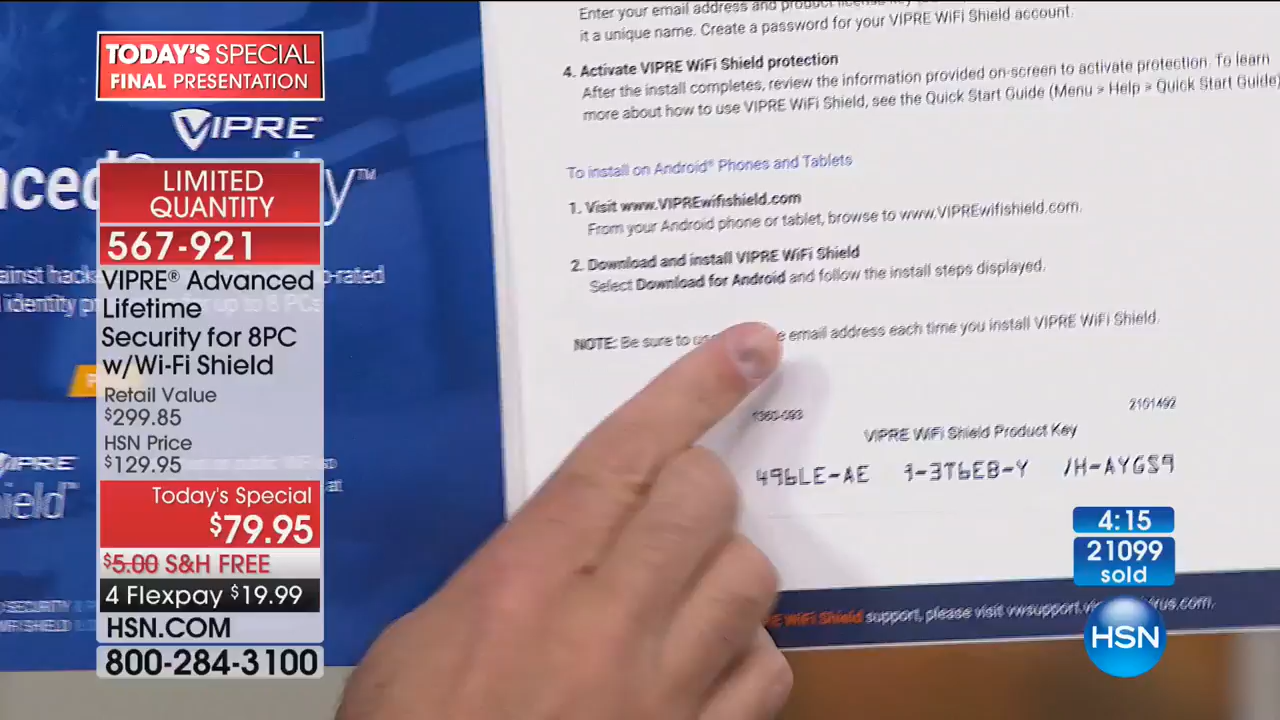 TODAY'S SPECIAL
FINAL PRESENTATION
VIPRE
LIMITED
QUANTITY
567-921
VIPRE® Advanced
Lifetime
Security for 8PC
w/Wi-Fi Shield
Retail Value
$299.85
HSN Price
$129.95
Today's Special
$79.95
$5.00 S&H FREE
4 Flexpay $19.99
HSN.COM
800-284-3100
Enter your email address and product
it a unique name. Create a password for your VIPRE WiFi Shield account.
4. Activate VIPRE WiFi Shield protection
After the install completes, review the information provided on-screen to activate protection. To learn
more about how to use VIPRE WiFi Shield, see the Quick Start Guide (Menu > Help > Quick Start Guide)
To install on Android® Phones and Tablets
1. Visit www.VIPREwifishield.com
From your Android phone or tablet, browse to www.VIPREwifishield.com.
2. Download and install VIPRE WiFi Shield
Select Download for Android and follow the install steps displayed.
NOTE: Be sure to email address each time you install VIPRE WiFi Shield.
2101492
VIPRE WiFi Shield Product Key
496LE-AE 1-3T6EB-Y H-AYGS9
WiFi Shield support, please visit
4:15
21099
sold
HSN